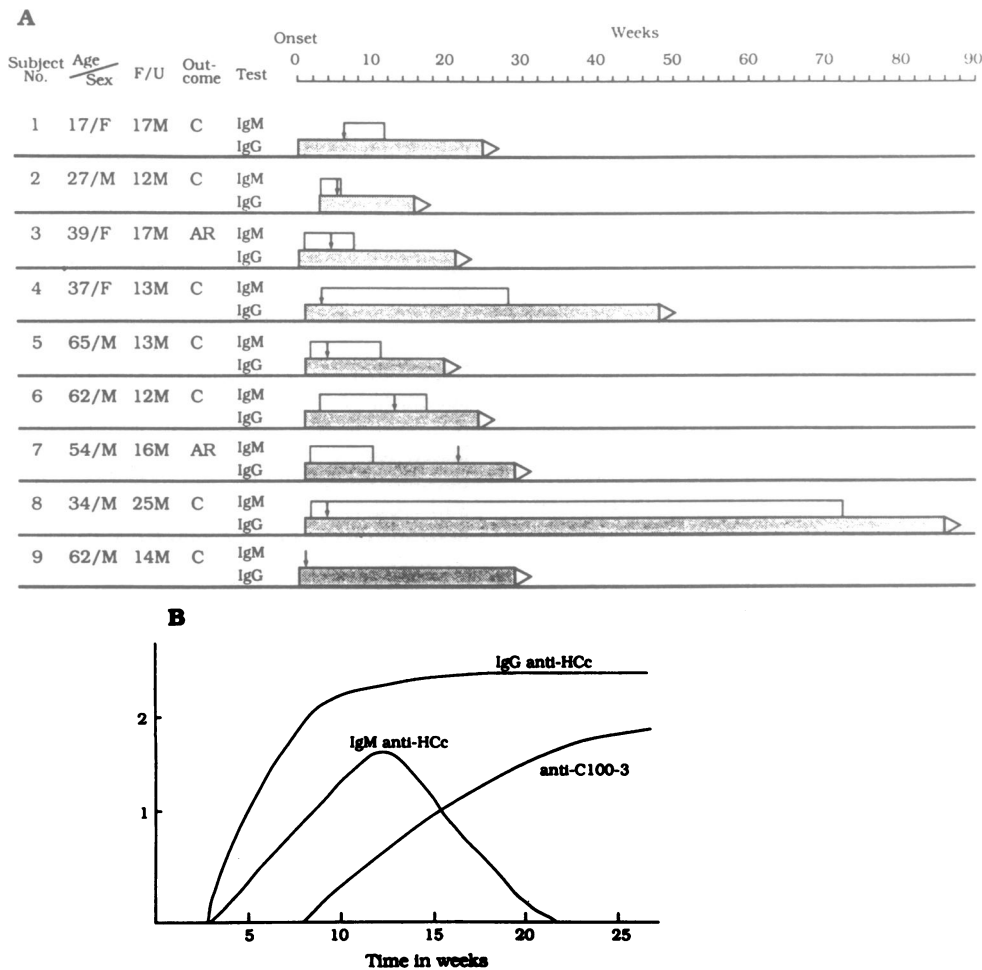 A
Onset Weeks
Subject No. Age/Sex F/U Out-come Test 0 10 20 30 40 50 60 70 80 90
1 17/F 17M C IgM
IgG
2 27/M 12M C IgM
IgG
3 39/F 17M AR IgM
IgG
4 37/F 13M C IgM
IgG
5 65/M 13M C IgM
IgG
6 62/M 12M C IgM
IgG
7 54/M 16M AR IgM
IgG
8 34/M 25M C IgM
IgG
9 62/M 14M C IgM
IgG
B
IgG anti-HCc
2
IgM anti-HCc
anti-C100-3
1
5 10 15 20 25
Time in weeks